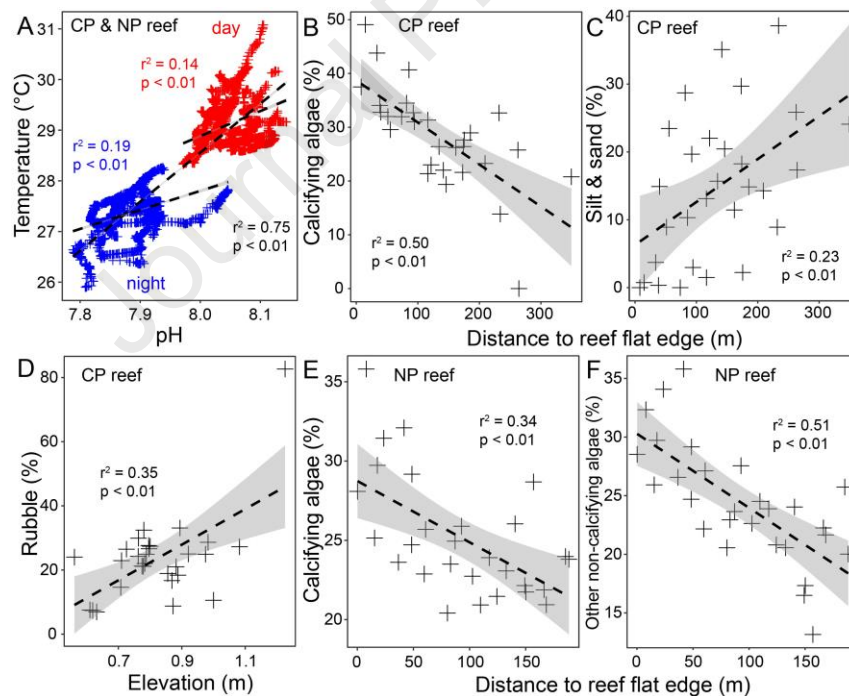 A
CP & NP reef
day
r² = 0.14
p < 0.01
r² = 0.19
p < 0.01
r² = 0.75
p < 0.01
night
Temperature (°C)
31
30
29
28
27
26
7.8
7.9
8.0
8.1
pH
B
CP reef
r² = 0.50
p < 0.01
Calcifying algae (%)
50
40
30
20
10
0
0
100
200
300
C
CP reef
r² = 0.23
p < 0.01
Silt & sand (%)
40
30
20
10
0
0
100
200
300
Distance to reef flat edge (m)
D
CP reef
r² = 0.35
p < 0.01
Rubble (%)
80
60
40
20
0
0.7
0.9
1.1
Elevation (m)
E
NP reef
r² = 0.34
p < 0.01
Calcifying algae (%)
35
30
25
0
50
100
150
F
NP reef
r² = 0.51
p < 0.01
Other non-calcifying algae (%)
35
30
25
20
15
0
50
100
150
Distance to reef flat edge (m)
Journal P